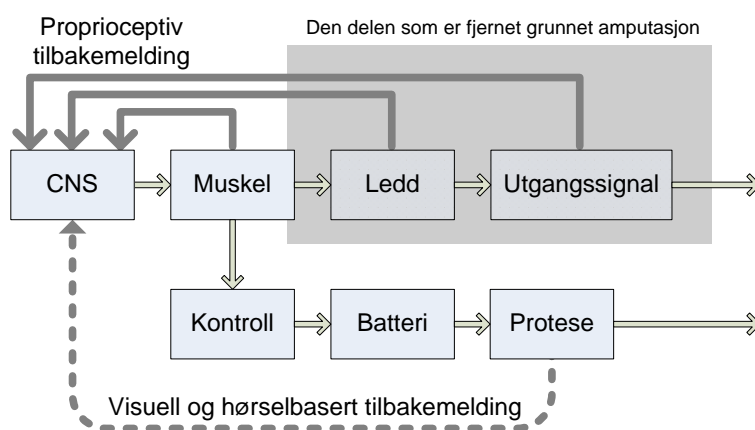 Proprioceptiv
tilbakemelding
Den delen som er fjernet grunnet amputasjon
CNS
Muskel
Ledd
Utgangssignal
Kontroll
Batteri
Protese
Visuell og hørselbasert tilbakemelding